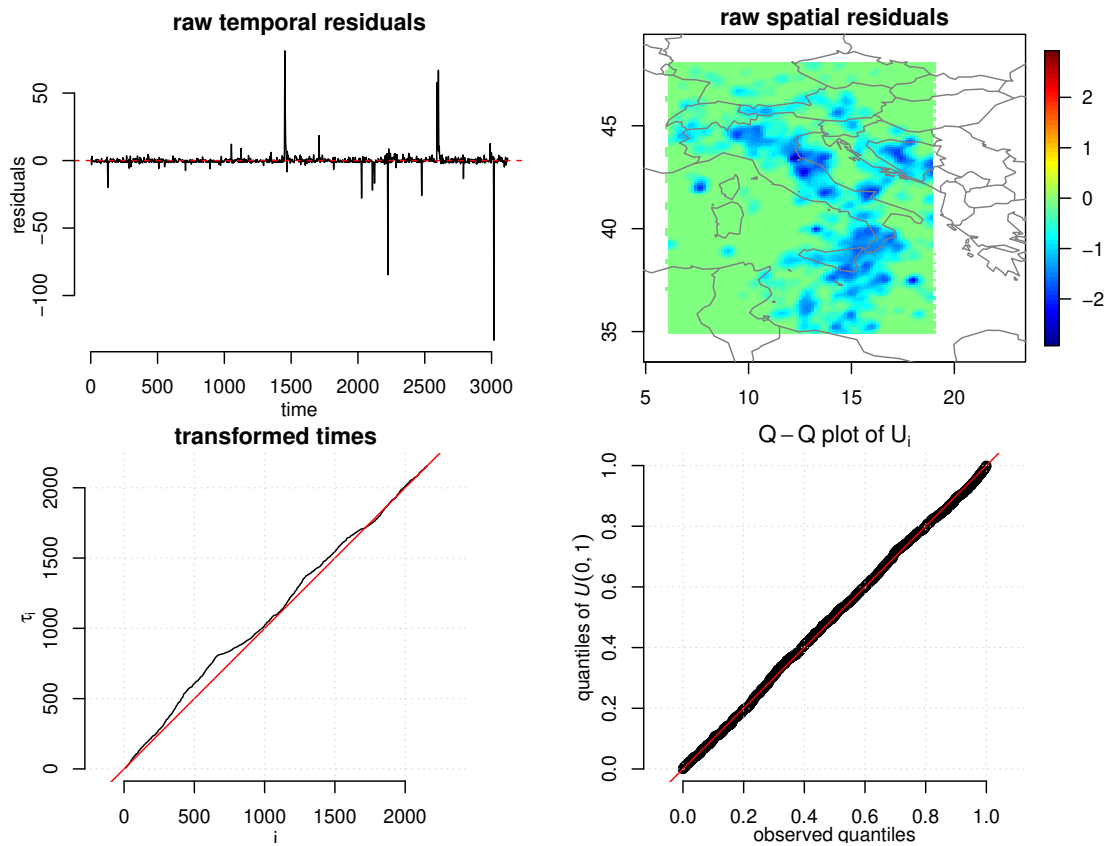 raw temporal residuals
residuals
50
0
−50
−100
0 500 1000 1500 2000 2500 3000
time
raw spatial residuals
45
40
35
5 10 15 20
2
1
0
−1
−2
transformed times
τi
2000
1500
1000
500
0
0 500 1000 1500 2000
i
Q − Q plot of Ui
quantiles of U(0, 1)
1.0
0.8
0.6
0.4
0.2
0.0
0.0 0.2 0.4 0.6 0.8 1.0
observed quantiles